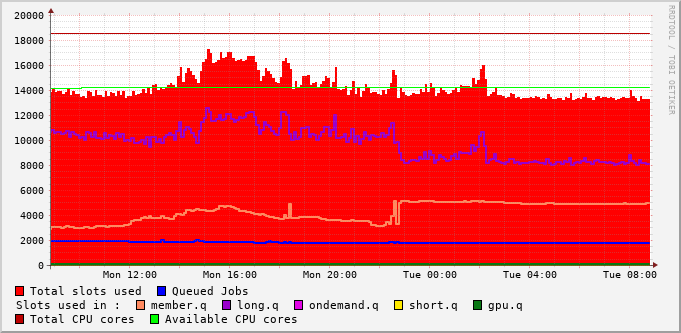 20000
18000
16000
14000
12000
10000
8000
6000
4000
2000
0
Mon 12:00 Mon 16:00 Mon 20:00 Tue 00:00 Tue 04:00 Tue 08:00
Total slots used Queued Jobs
Slots used in : member.q long.q ondemand.q short.q gpu.q
Total CPU cores Available CPU cores
RRDTOOL / TOBI OETIKER